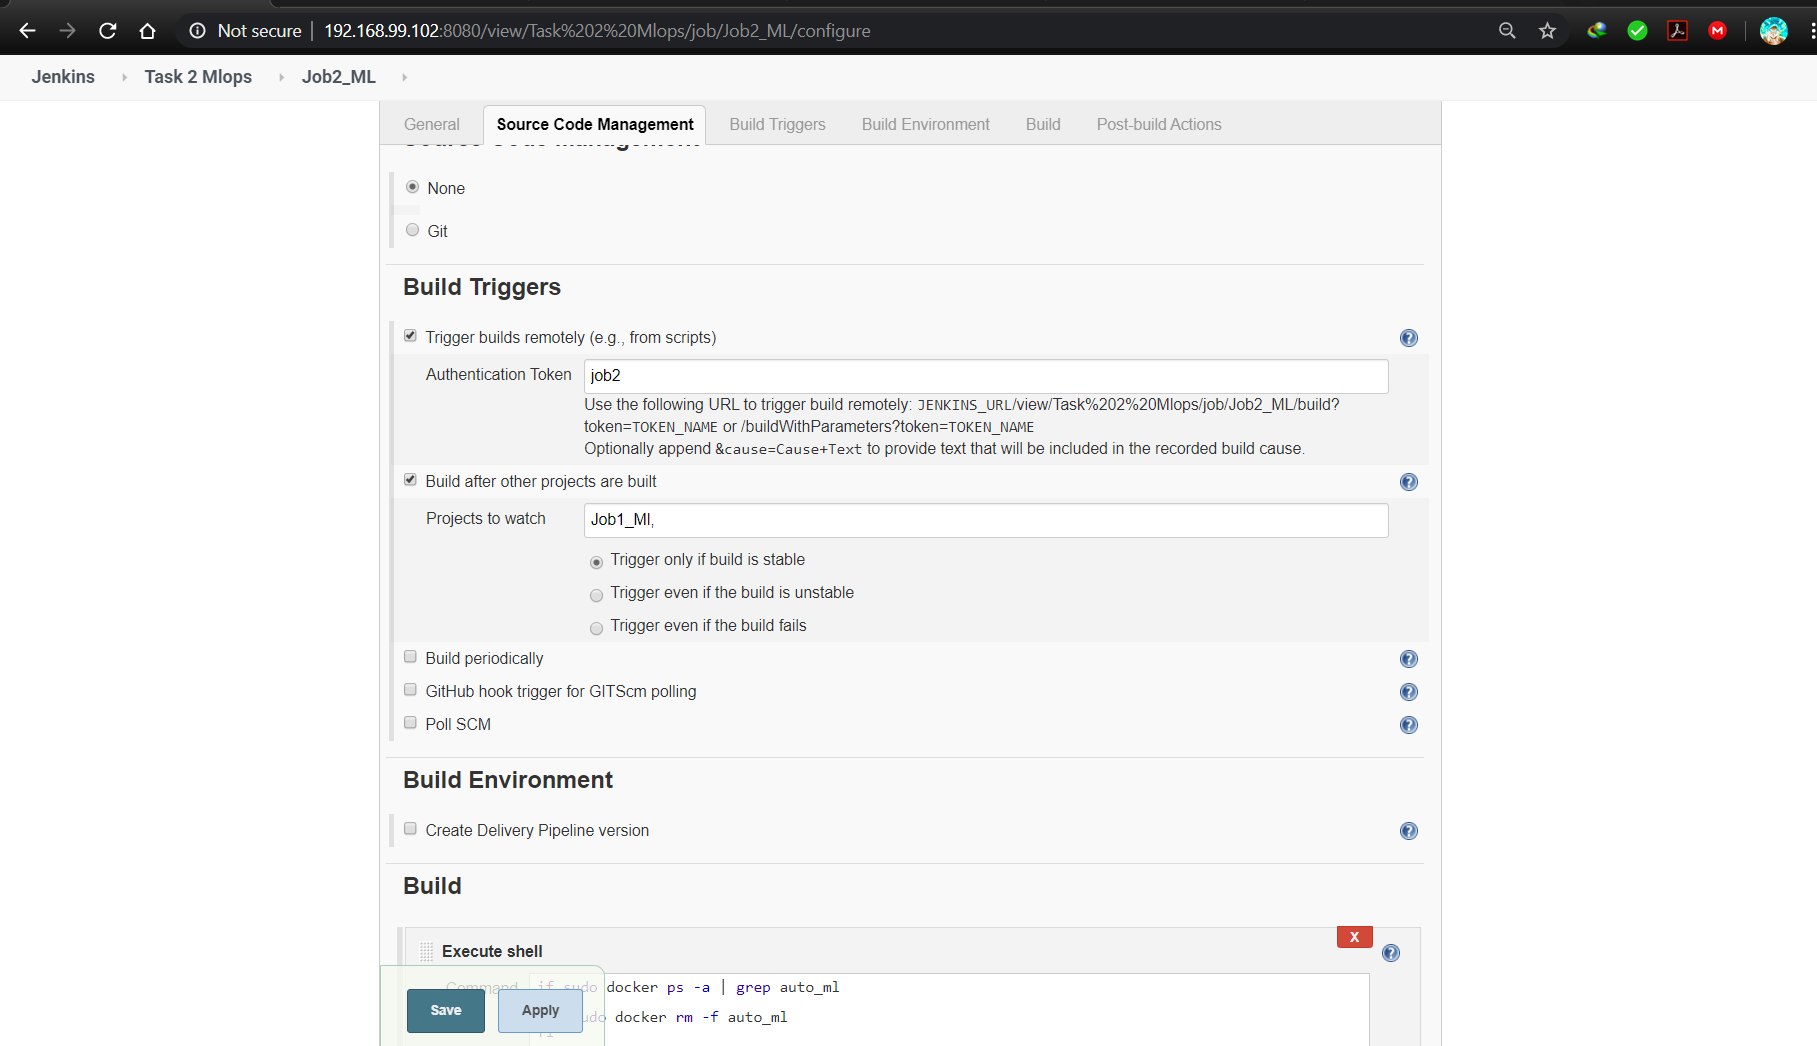 Not secure | 192.168.99.102:8080/view/Task%202%20Mlops/job/Job2_ML/configure
Jenkins Task 2 Mlops Job2_ML
General Source Code Management Build Triggers Build Environment Build Post-build Actions
Source Code Management
None
Git
Build Triggers
Trigger builds remotely (e.g., from scripts)
Authentication Token job2
Use the following URL to trigger build remotely: JENKINS_URL/view/Task%202%20Mlops/job/Job2_ML/build?
token=TOKEN_NAME or /buildWithParameters?token=TOKEN_NAME
Optionally append &cause=Cause+Text to provide text that will be included in the recorded build cause.
Build after other projects are built
Projects to watch Job1_Ml,
Trigger only if build is stable
Trigger even if the build is unstable
Trigger even if the build fails
Build periodically
GitHub hook trigger for GITScm polling
Poll SCM
Build Environment
Create Delivery Pipeline version
Build
X
Execute shell
Command if sudo docker ps -a | grep auto_ml
Save Apply sudo docker rm -f auto_ml